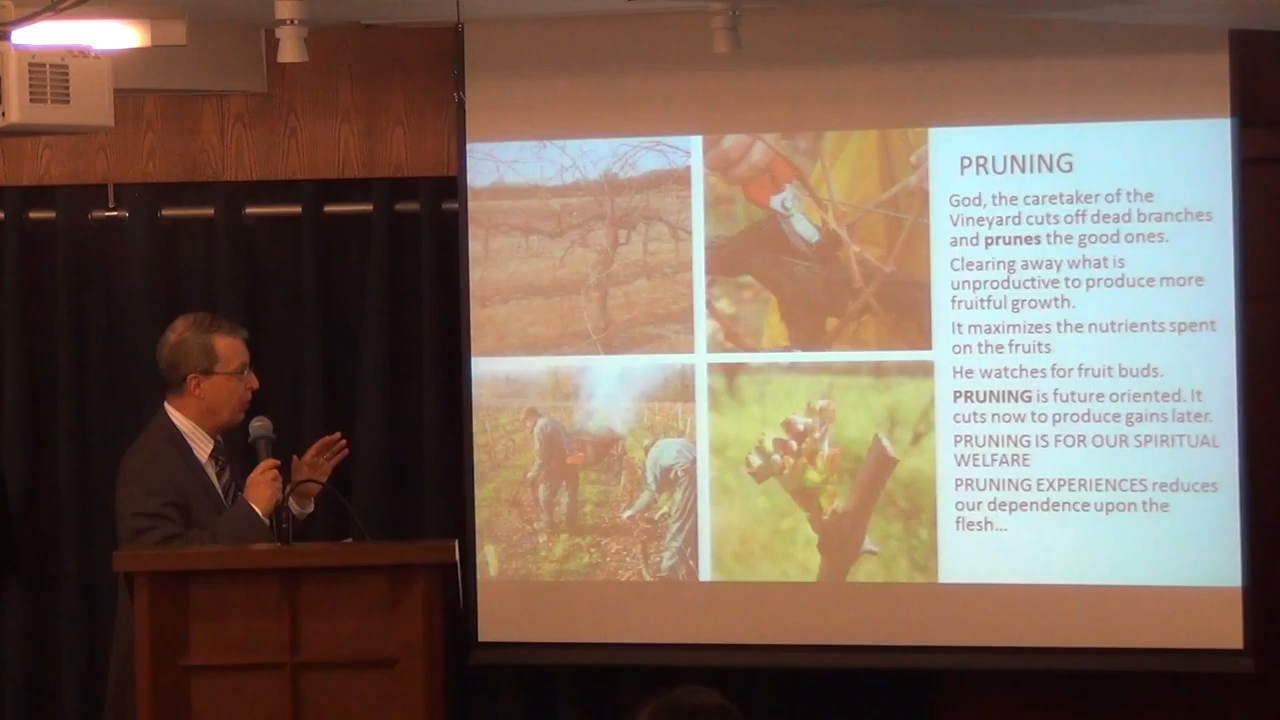 PRUNING
God, the caretaker of the
Vineyard cuts off dead branches
and prunes the good ones.
Clearing away what is
unproductive to produce more
fruitful growth.
It maximizes the nutrients spent
on the fruits
He watches for fruit buds.
PRUNING is future oriented. It
cuts now to produce gains later.
PRUNING IS FOR OUR SPIRITUAL
WELFARE
PRUNING EXPERIENCES reduces
our dependence upon the
flesh...